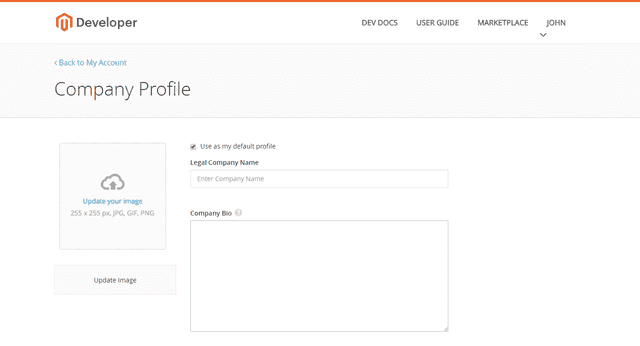 Developer
DEV DOCS USER GUIDE MARKETPLACE JOHN
‹ Back to My Account
Company Profile
Update your image
255 x 255 px, JPG, GIF, PNG
Update Image
Use as my default profile
Legal Company Name
Enter Company Name
Company Bio ?